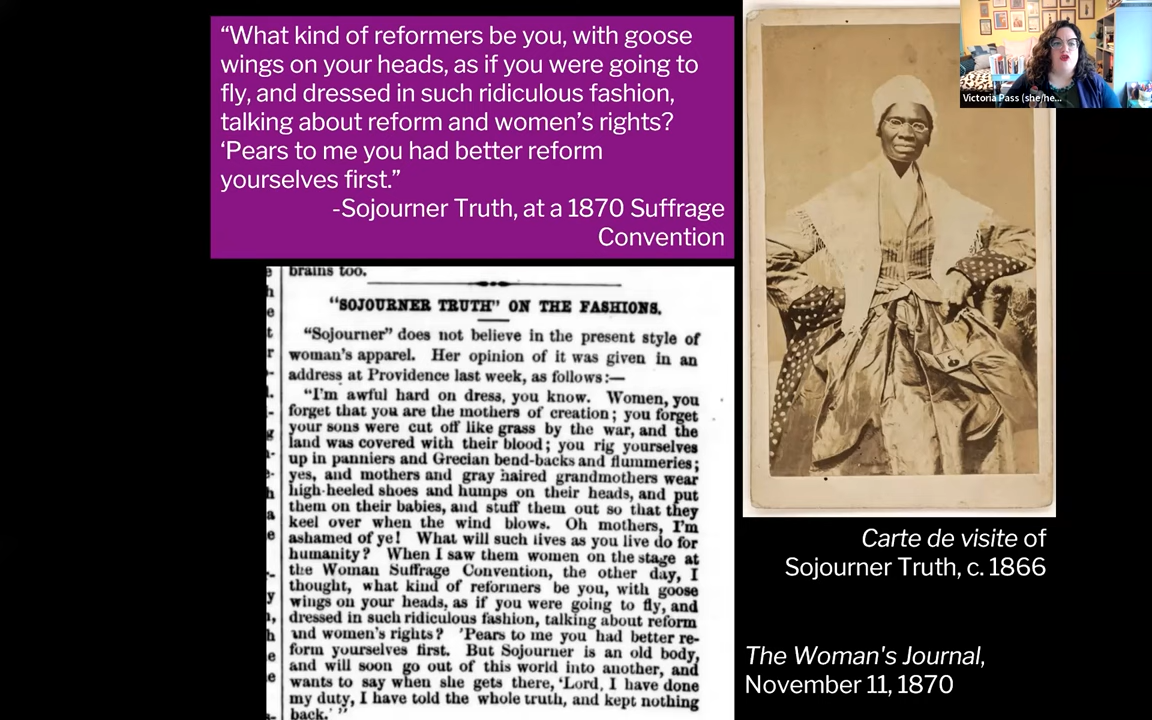 “What kind of reformers be you, with goose
wings on your heads, as if you were going to
fly, and dressed in such ridiculous fashion,
talking about reform and women’s rights?
‘Pears to me you had better reform
yourselves first.”
-Sojourner Truth, at a 1870 Suffrage
Convention
brains too.
"SOJOURNER TRUTH" ON THE FASHIONS.
"Sojourner" does not believe in the present style of
woman's apparel. Her opinion of it was given in an
address at Providence last week, as follows:—
"I'm awful hard on dress, you know. Women, you
forget that you are the mothers of creation; you forget
your sons were cut off like grass by the war, and the
land was covered with their blood; you rig yourselves
up in panniers and Grecian bend-backs and flummeries;
yes, and mothers and gray haired grandmothers wear
high-heeled shoes and humps on their heads, and put
them on their babies, and stuff them out so that they
keel over when the wind blows. Oh mothers, I'm
ashamed of ye! What will such lives as you live do for
humanity? When I saw them women on the stage at
the Woman Suffrage Convention, the other day, I
thought, what kind of reformers be you, with goose
wings on your heads, as if you were going to fly, and
dressed in such ridiculous fashion, talking about reform
and women's rights? 'Pears to me you had better re-
form yourselves first. But Sojourner is an old body,
and will soon go out of this world into another, and
wants to say when she gets there, 'Lord, I have done
my duty, I have told the whole truth, and kept nothing
back.'"
Victoria Pass (she/he...
Carte de visite of
Sojourner Truth, c. 1866
The Woman's Journal,
November 11, 1870